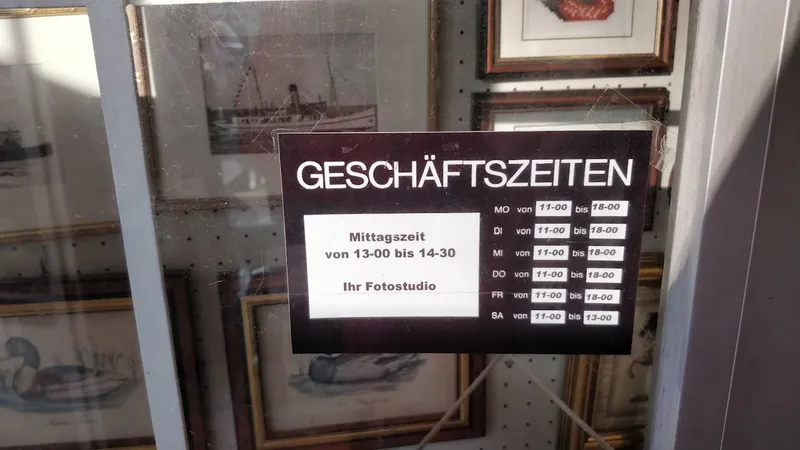 GESCHÄFTSZEITEN
Mittagszeit
von 13-00 bis 14-30
Ihr Fotostudio
MO von 11-00 bis 18-00
DI von 11-00 bis 18-00
MI von 11-00 bis 18-00
DO von 11-00 bis 18-00
FR von 11-00 bis 18-00
SA von 11-00 bis 13-00